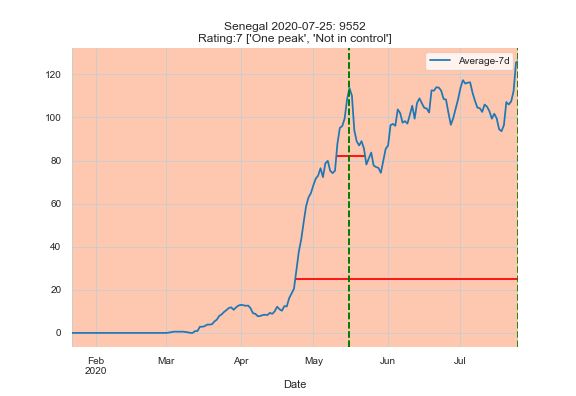 Senegal 2020-07-25: 9552
Rating:7 ['One peak', 'Not in control']
Average-7d
120
100
80
60
40
20
0
Feb
2020
Mar
Apr
May
Jun
Jul
Date